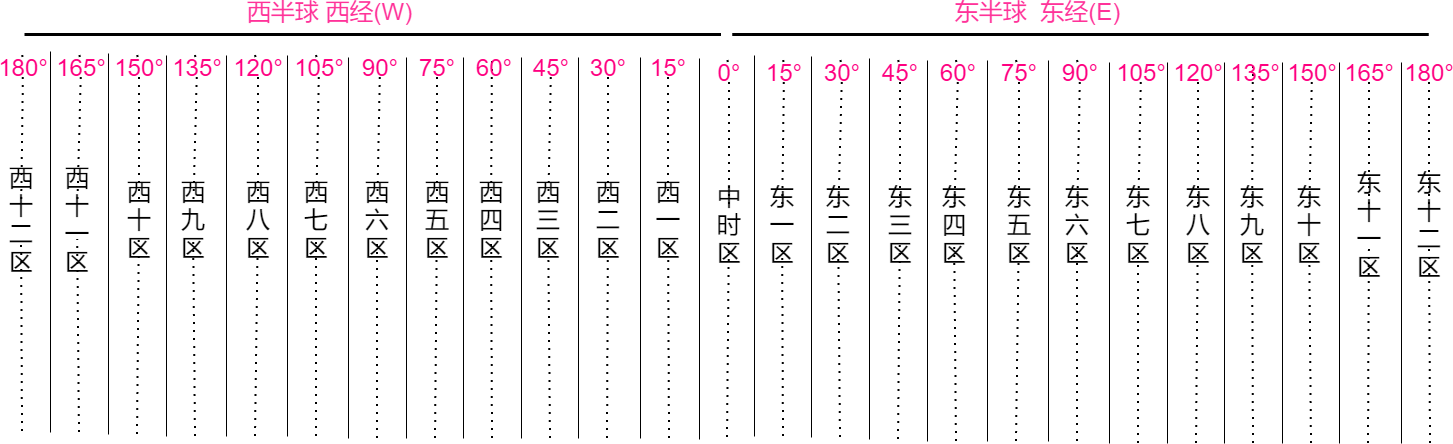 西半球 西经(W) 东半球 东经(E)
180° 165° 150° 135° 120° 105° 90° 75° 60° 45° 30° 15° 0° 15° 30° 45° 60° 75° 90° 105° 120° 135° 150° 165° 180°
西十二区
西十一区
西十区
西九区
西八区
西七区
西六区
西五区
西四区
西三区
西二区
西一区
中时区
东一区
东二区
东三区
东四区
东五区
东六区
东七区
东八区
东九区
东十区
东十一区
东十二区